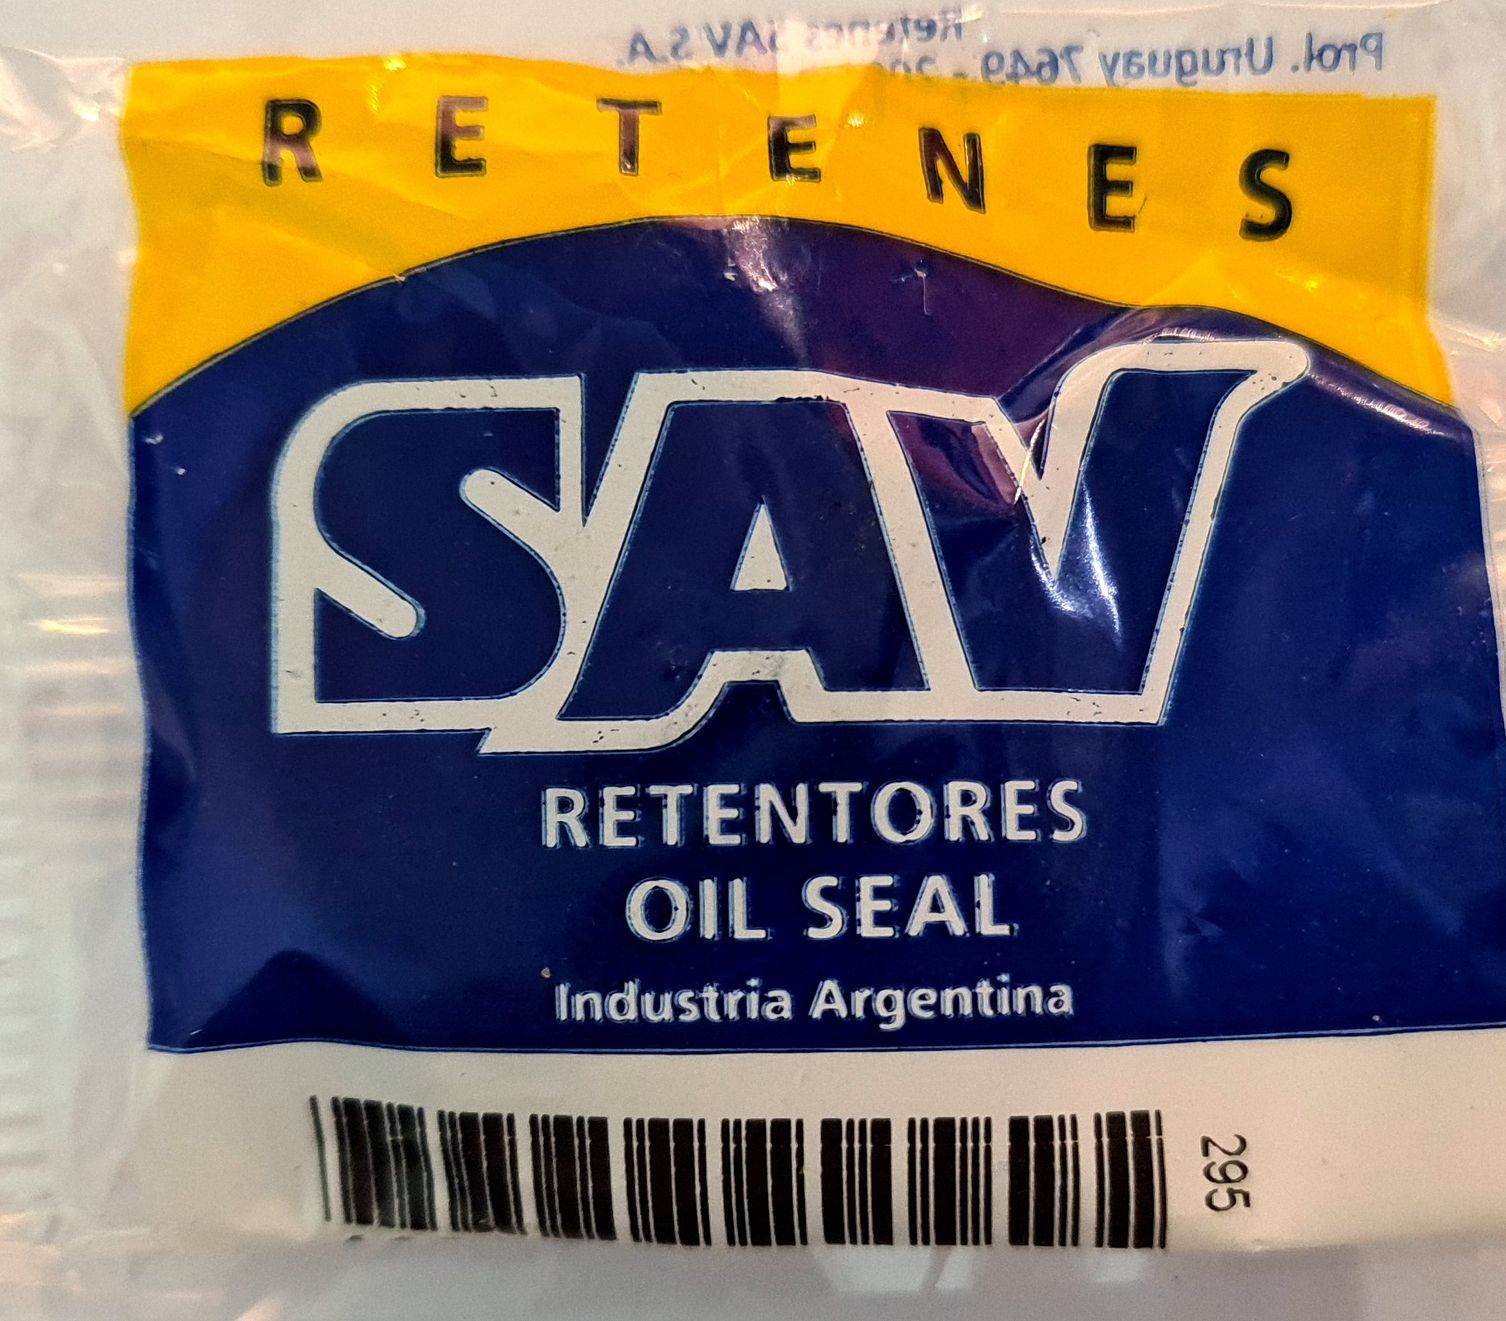 Retenes SAV S.A.
Prol. Uruguay 7649 -
RETENES
SAV
RETENTORES
OIL SEAL
Industria Argentina
295